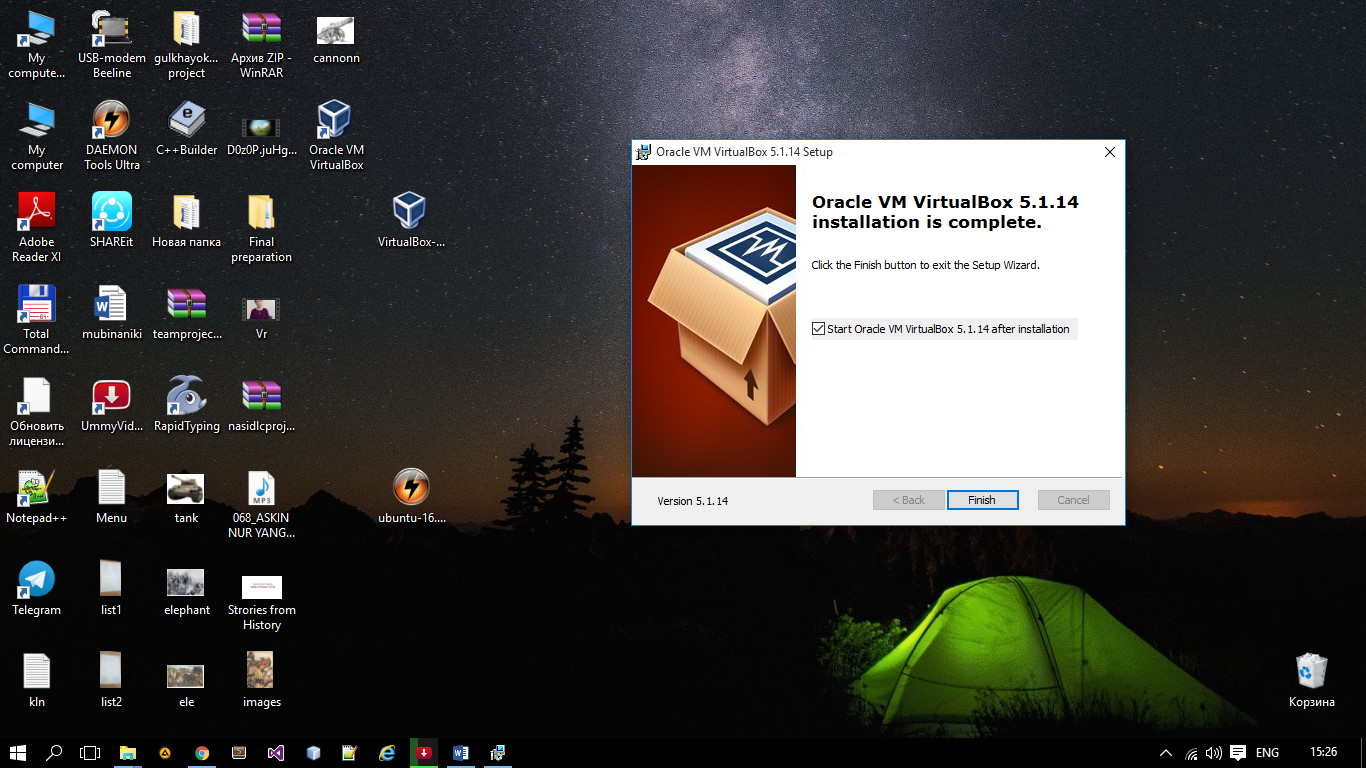 My
compute...
USB-modem
Beeline
gulkhayok...
project
Архив ZIP -
WinRAR
cannonn
My
computer
DAEMON
Tools Ultra
C++Builder
D0z0P.juHg...
Oracle VM
VirtualBox
Adobe
Reader XI
SHAREit
Новая папка
Final
preparation
VirtualBox-...
Total
Command...
mubinaniki
teamprojec...
Vr
Обновить
лицензи...
UmmyVid...
RapidTyping
nasidlcproj...
Notepad++
Menu
tank
MP3
068_ASKIN
NUR YANG...
ubuntu-16....
Telegram
list1
elephant
Strories from
History
kln
list2
ele
images
Oracle VM VirtualBox 5.1.14 Setup
Oracle VM VirtualBox 5.1.14
installation is complete.
Click the Finish button to exit the Setup Wizard.
Start Oracle VM VirtualBox 5.1.14 after installation
Version 5.1.14
< Back
Finish
Cancel
Корзина
ENG
15:26